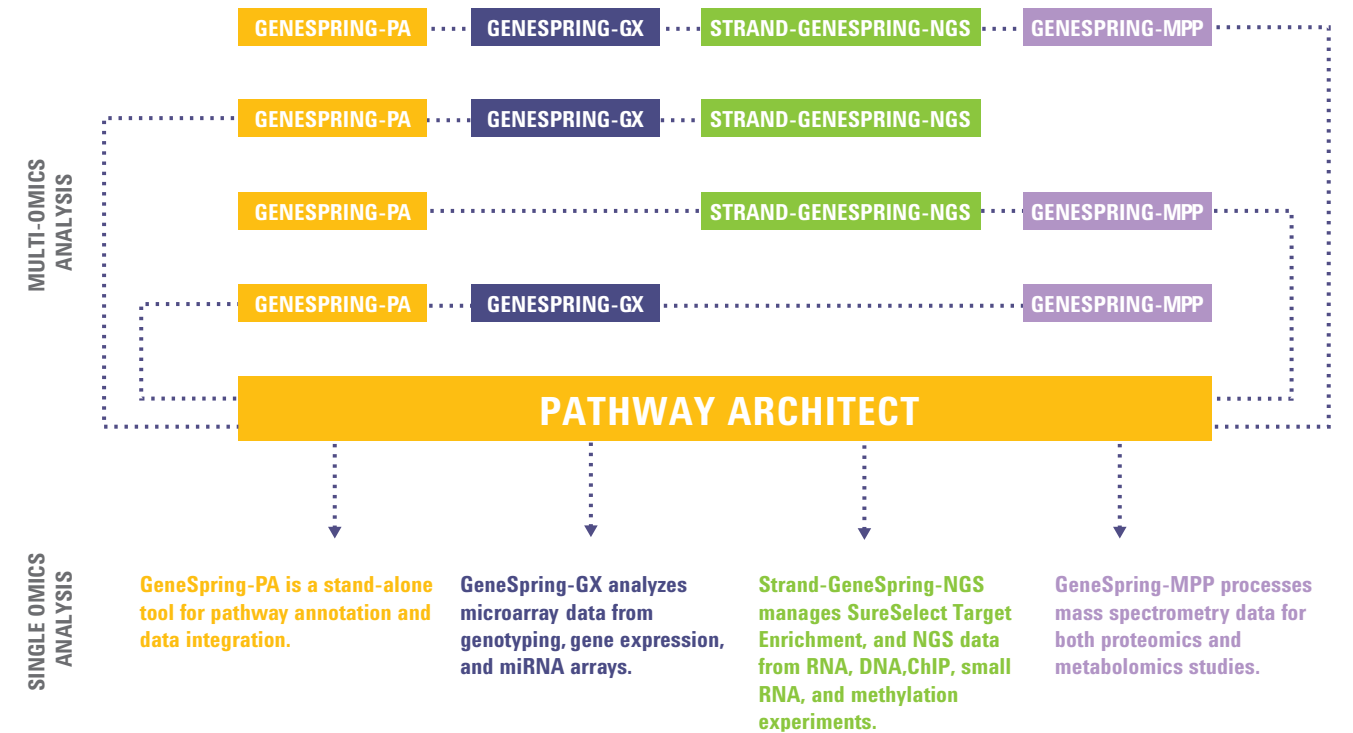 GENESPRING-PA
GENESPRING-GX
STRAND-GENESPRING-NGS
GENESPRING-MPP
GENESPRING-PA
GENESPRING-GX
STRAND-GENESPRING-NGS
GENESPRING-PA
STRAND-GENESPRING-NGS
GENESPRING-MPP
GENESPRING-PA
GENESPRING-GX
GENESPRING-MPP
MULTI-OMICS
ANALYSIS
PATHWAY ARCHITECT
SINGLE OMICS
ANALYSIS
GeneSpring-PA is a stand-alone
tool for pathway annotation and
data integration.
GeneSpring-GX analyzes
microarray data from
genotyping, gene expression,
and miRNA arrays.
Strand-GeneSpring-NGS
manages SureSelect Target
Enrichment, and NGS data
from RNA, DNA,ChIP, small
RNA, and methylation
experiments.
GeneSpring-MPP processes
mass spectrometry data for
both proteomics and
metabolomics studies.